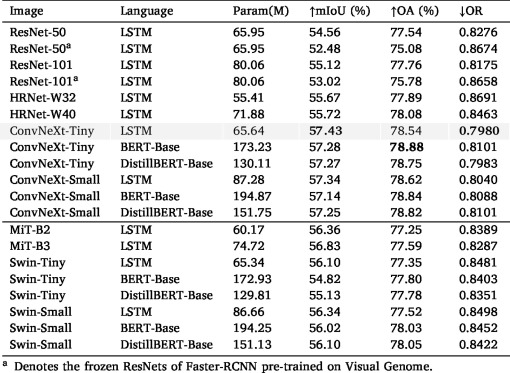 Image Language Param(M) ↑mIoU (%) ↑OA (%) ↓OR
ResNet-50 LSTM 65.95 54.56 77.54 0.8276
ResNet-50ᵃ LSTM 65.95 52.48 75.08 0.8674
ResNet-101 LSTM 80.06 55.12 77.76 0.8175
ResNet-101ᵃ LSTM 80.06 53.02 75.78 0.8658
HRNet-W32 LSTM 55.41 55.67 77.89 0.8691
HRNet-W40 LSTM 71.88 55.72 78.08 0.8463
ConvNeXt-Tiny LSTM 65.64 57.43 78.54 0.7980
ConvNeXt-Tiny BERT-Base 173.23 57.28 78.88 0.8101
ConvNeXt-Tiny DistillBERT-Base 130.11 57.27 78.75 0.7983
ConvNeXt-Small LSTM 87.28 57.34 78.62 0.8040
ConvNeXt-Small BERT-Base 194.87 57.14 78.84 0.8088
ConvNeXt-Small DistillBERT-Base 151.75 57.25 78.82 0.8101
MiT-B2 LSTM 60.17 56.36 77.25 0.8389
MiT-B3 LSTM 74.72 56.83 77.59 0.8287
Swin-Tiny LSTM 65.34 56.10 77.35 0.8481
Swin-Tiny BERT-Base 172.93 54.82 77.80 0.8403
Swin-Tiny DistillBERT-Base 129.81 55.13 77.78 0.8351
Swin-Small LSTM 86.66 56.34 77.52 0.8498
Swin-Small BERT-Base 194.25 56.02 78.03 0.8452
Swin-Small DistillBERT-Base 151.13 56.10 78.05 0.8422
ᵃ Denotes the frozen ResNets of Faster-RCNN pre-trained on Visual Genome.